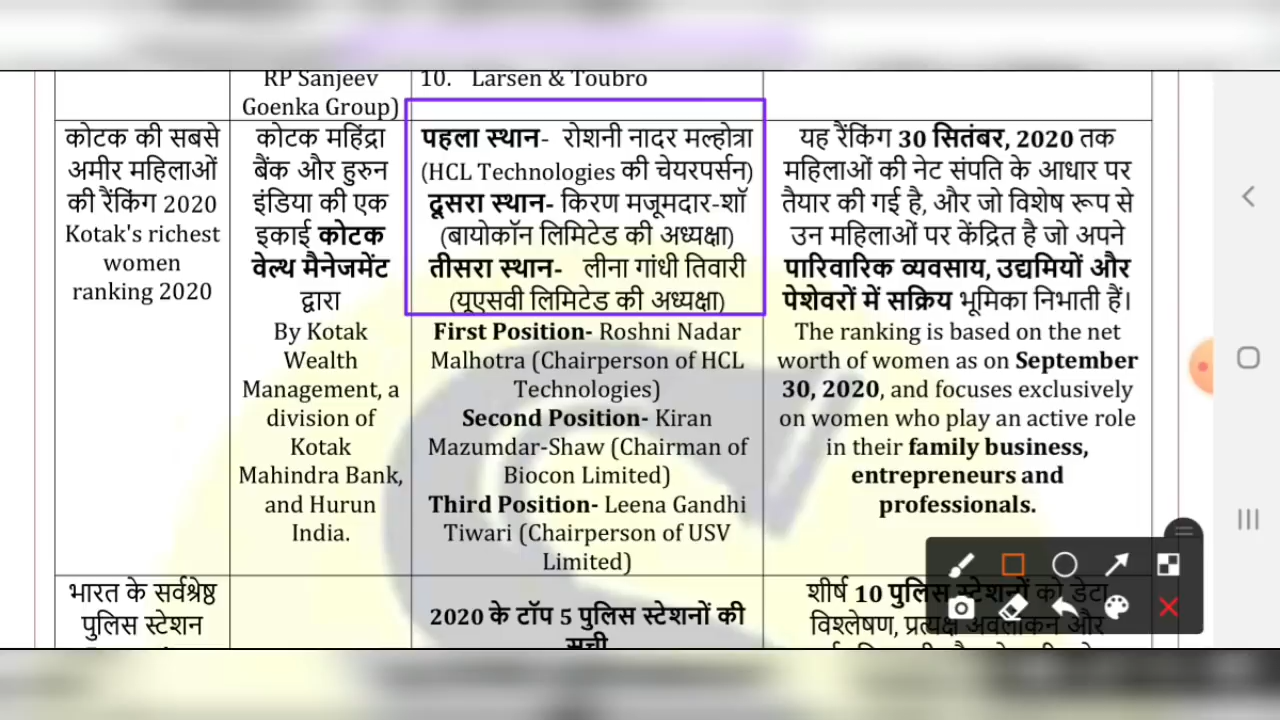 RP Sanjeev
Goenka Group)
10. Larsen & Toubro
कोटक की सबसे
अमीर महिलाओं
की रैंकिंग 2020
Kotak's richest
women
ranking 2020
कोटक महिंद्रा
बैंक और हुरुन
इंडिया की एक
इकाई कोटक
वेल्थ मैनेजमेंट
द्वारा
By Kotak
Wealth
Management, a
division of
Kotak
Mahindra Bank,
and Hurun
India.
पहला स्थान- रोशनी नादर मल्होत्रा
(HCL Technologies की चेयरपर्सन)
दूसरा स्थान- किरण मजूमदार-शॉ
(बायोकॉन लिमिटेड की अध्यक्षा)
तीसरा स्थान- लीना गांधी तिवारी
(यूएसवी लिमिटेड की अध्यक्षा)
First Position- Roshni Nadar
Malhotra (Chairperson of HCL
Technologies)
Second Position- Kiran
Mazumdar-Shaw (Chairman of
Biocon Limited)
Third Position- Leena Gandhi
Tiwari (Chairperson of USV
Limited)
यह रैंकिंग 30 सितंबर, 2020 तक
महिलाओं की नेट संपति के आधार पर
तैयार की गई है, और जो विशेष रूप से
उन महिलाओं पर केंद्रित है जो अपने
पारिवारिक व्यवसाय, उद्यमियों और
पेशेवरों में सक्रिय भूमिका निभाती हैं।
The ranking is based on the net
worth of women as on September
30, 2020, and focuses exclusively
on women who play an active role
in their family business,
entrepreneurs and
professionals.
भारत के सर्वश्रेष्ठ
पुलिस स्टेशन
2020 के टॉप 5 पुलिस स्टेशनों की
सूची
शीर्ष 10 पुलिस स्टेशनों को डेटा
विश्लेषण, प्रत्यक्ष अवलोकन और